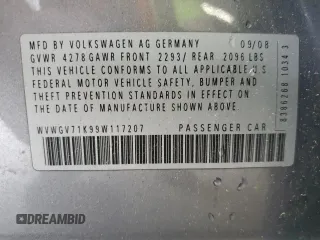 MFD BY VOLKSWAGEN AG GERMANY 09/08
GVWR 4278 GAWR FRONT 2293/ REAR 2096 LBS
THIS VEHICLE CONFORMS TO ALL APPLICABLE U.S
FEDERAL MOTOR VEHICLE SAFETY, BUMPER AND
THEFT PREVENTION STANDARDS IN EFFECT ON
THE DATE OF MANUFACTURE SHOWN ABOVE.
WVWGV71K99W117207 PASSENGER CAR
DREAMBID